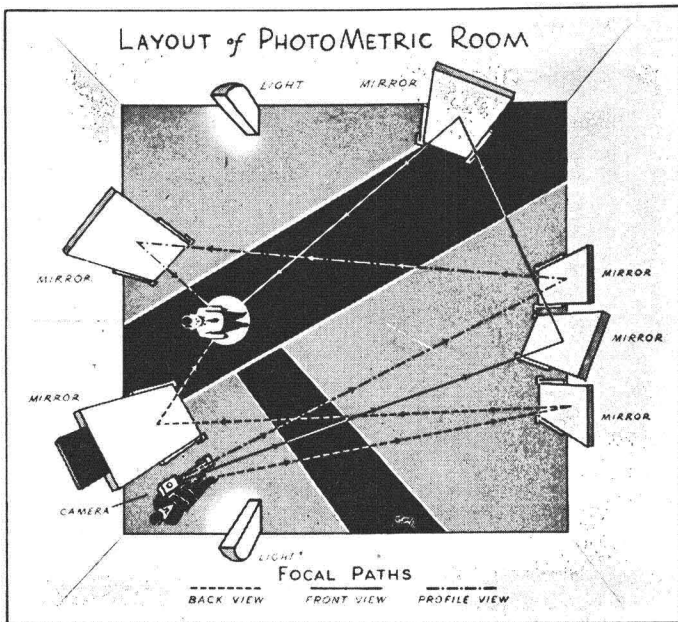 LAYOUT of PHOTOMETRIC ROOM
LIGHT
MIRROR
MIRROR
MIRROR
MIRROR
MIRROR
MIRROR
CAMERA
LIGHT
FOCAL PATHS
BACK VIEW
FRONT VIEW
PROFILE VIEW